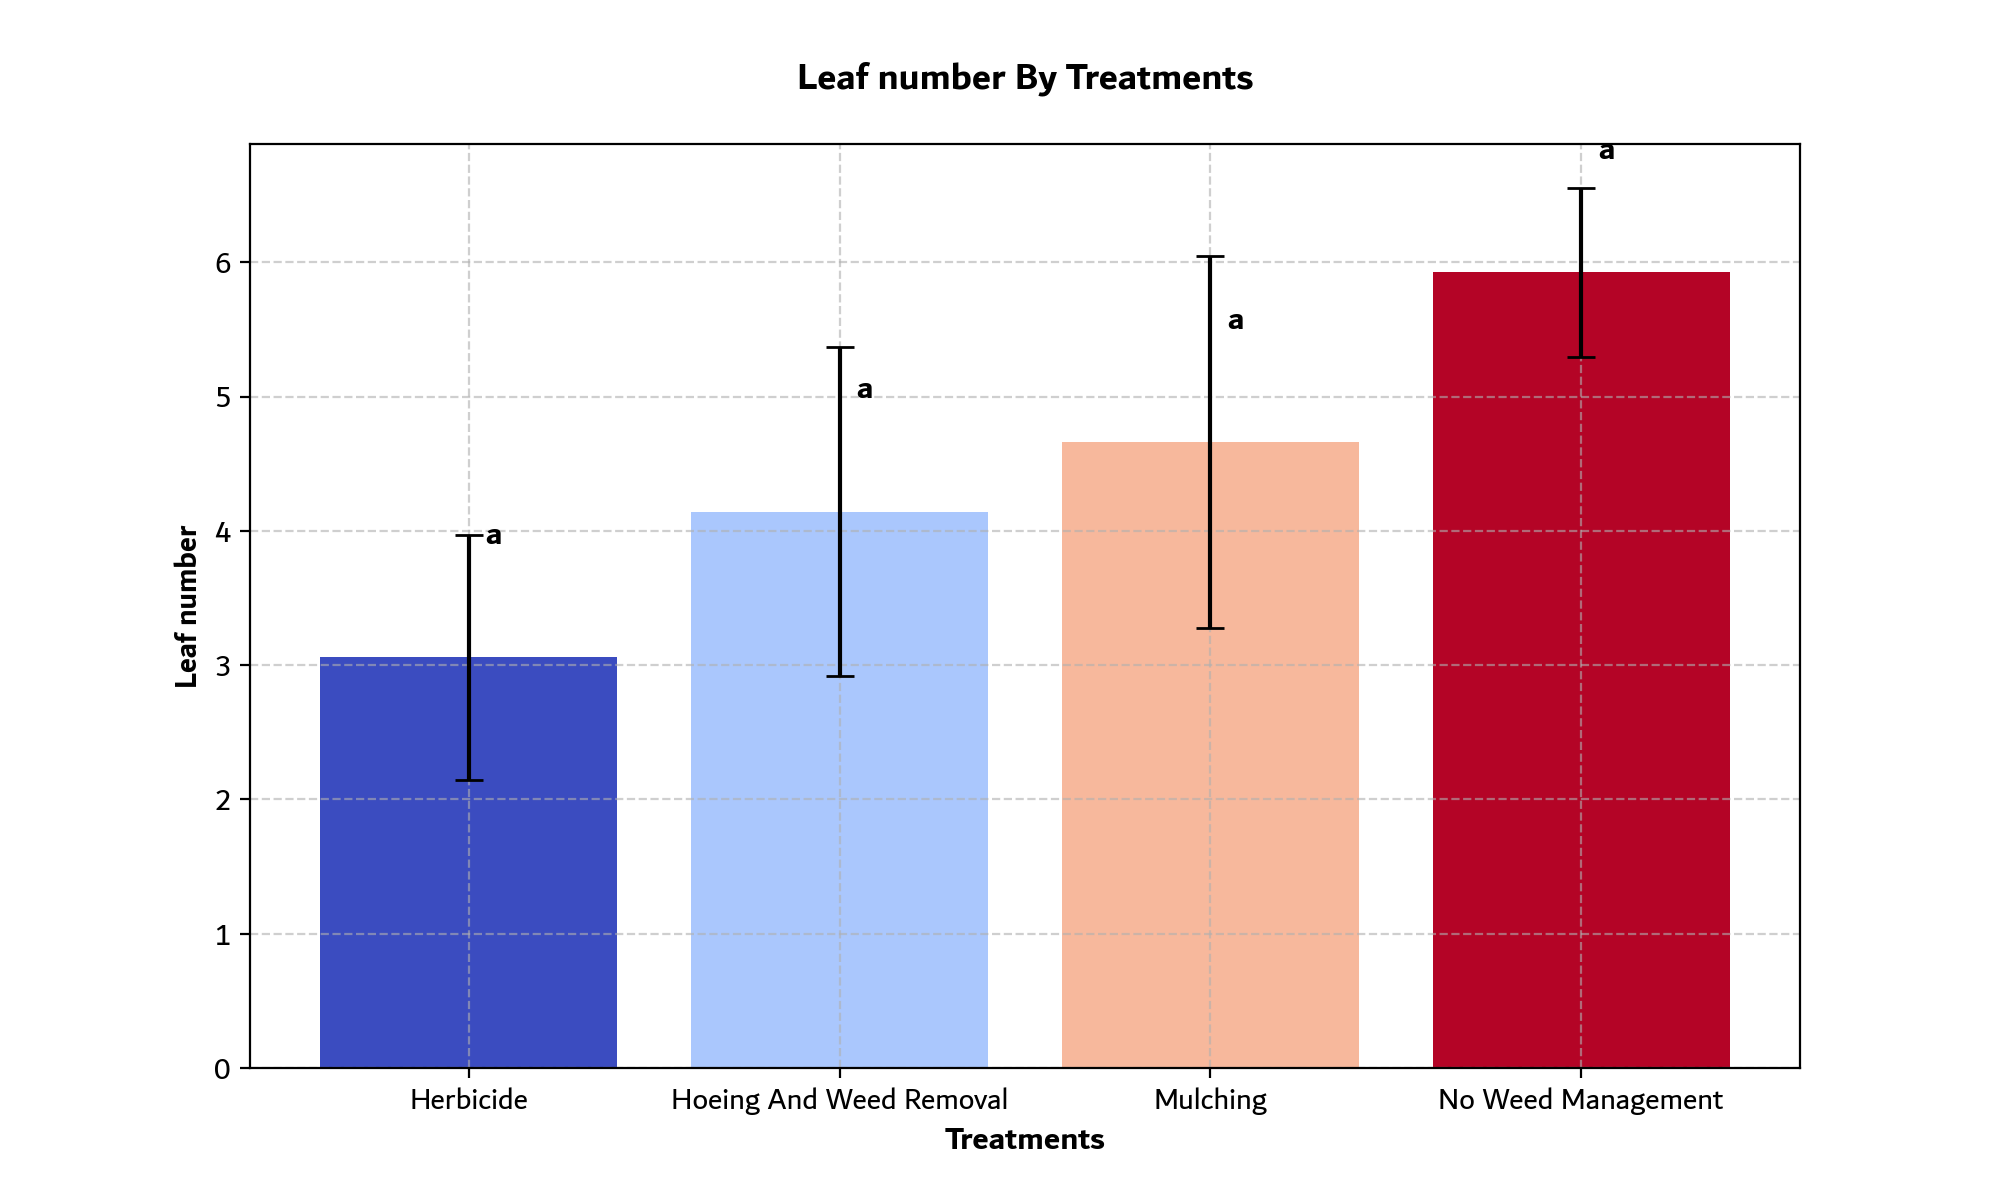 Leaf number By Treatments
a
6
a
5
a
4
a
3
2
1
0
Leaf number
Herbicide
Hoeing And Weed Removal
Mulching
No Weed Management
Treatments